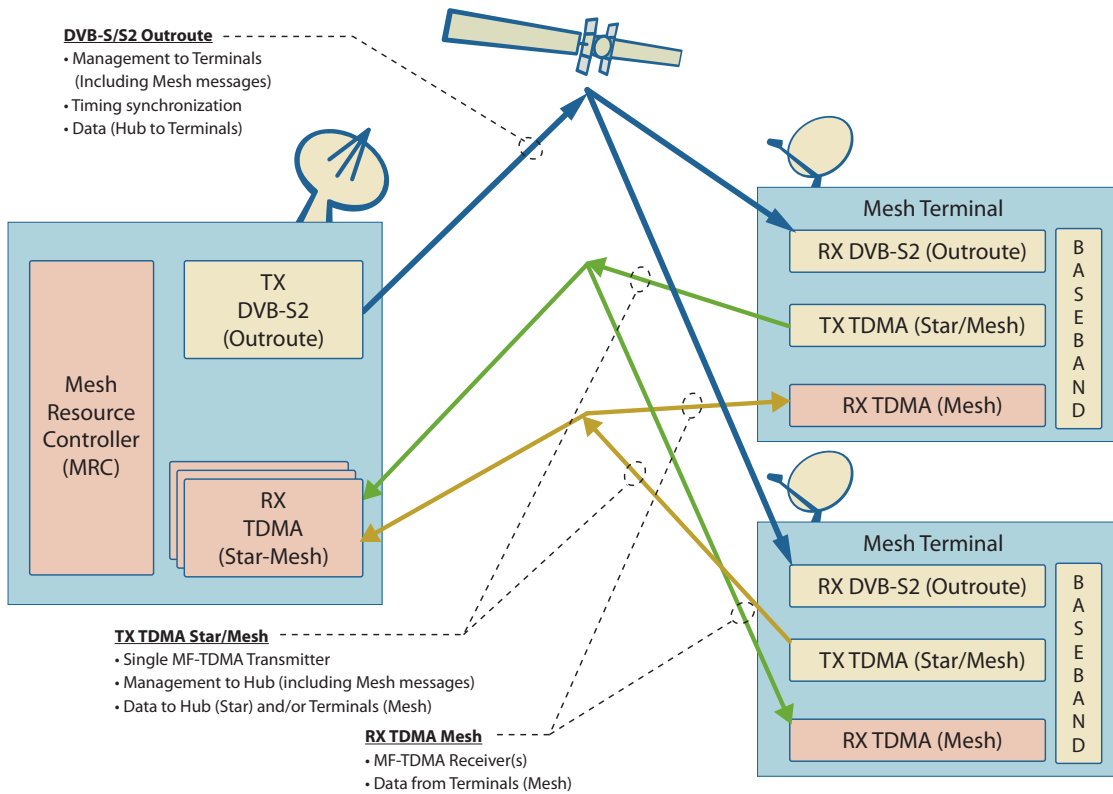 DVB-S/S2 Outroute
• Management to Terminals
(Including Mesh messages)
• Timing synchronization
• Data (Hub to Terminals)
Mesh
Resource
Controller
(MRC)
TX
DVB-S2
(Outroute)
RX
TDMA
(Star-Mesh)
Mesh Terminal
RX DVB-S2 (Outroute)
TX TDMA (Star/Mesh)
RX TDMA (Mesh)
B
A
S
E
B
A
N
D
Mesh Terminal
RX DVB-S2 (Outroute)
TX TDMA (Star/Mesh)
RX TDMA (Mesh)
B
A
S
E
B
A
N
D
TX TDMA Star/Mesh
• Single MF-TDMA Transmitter
• Management to Hub (including Mesh messages)
• Data to Hub (Star) and/or Terminals (Mesh)
RX TDMA Mesh
• MF-TDMA Receiver(s)
• Data from Terminals (Mesh)